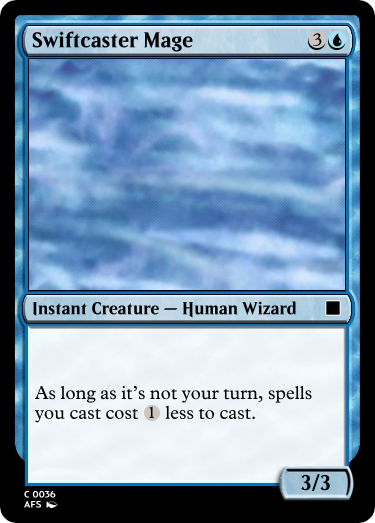 Swiftcaster Mage 3
Instant Creature — Human Wizard
As long as it's not your turn, spells
you cast cost 1 less to cast.
3/3
C 0036
AFS